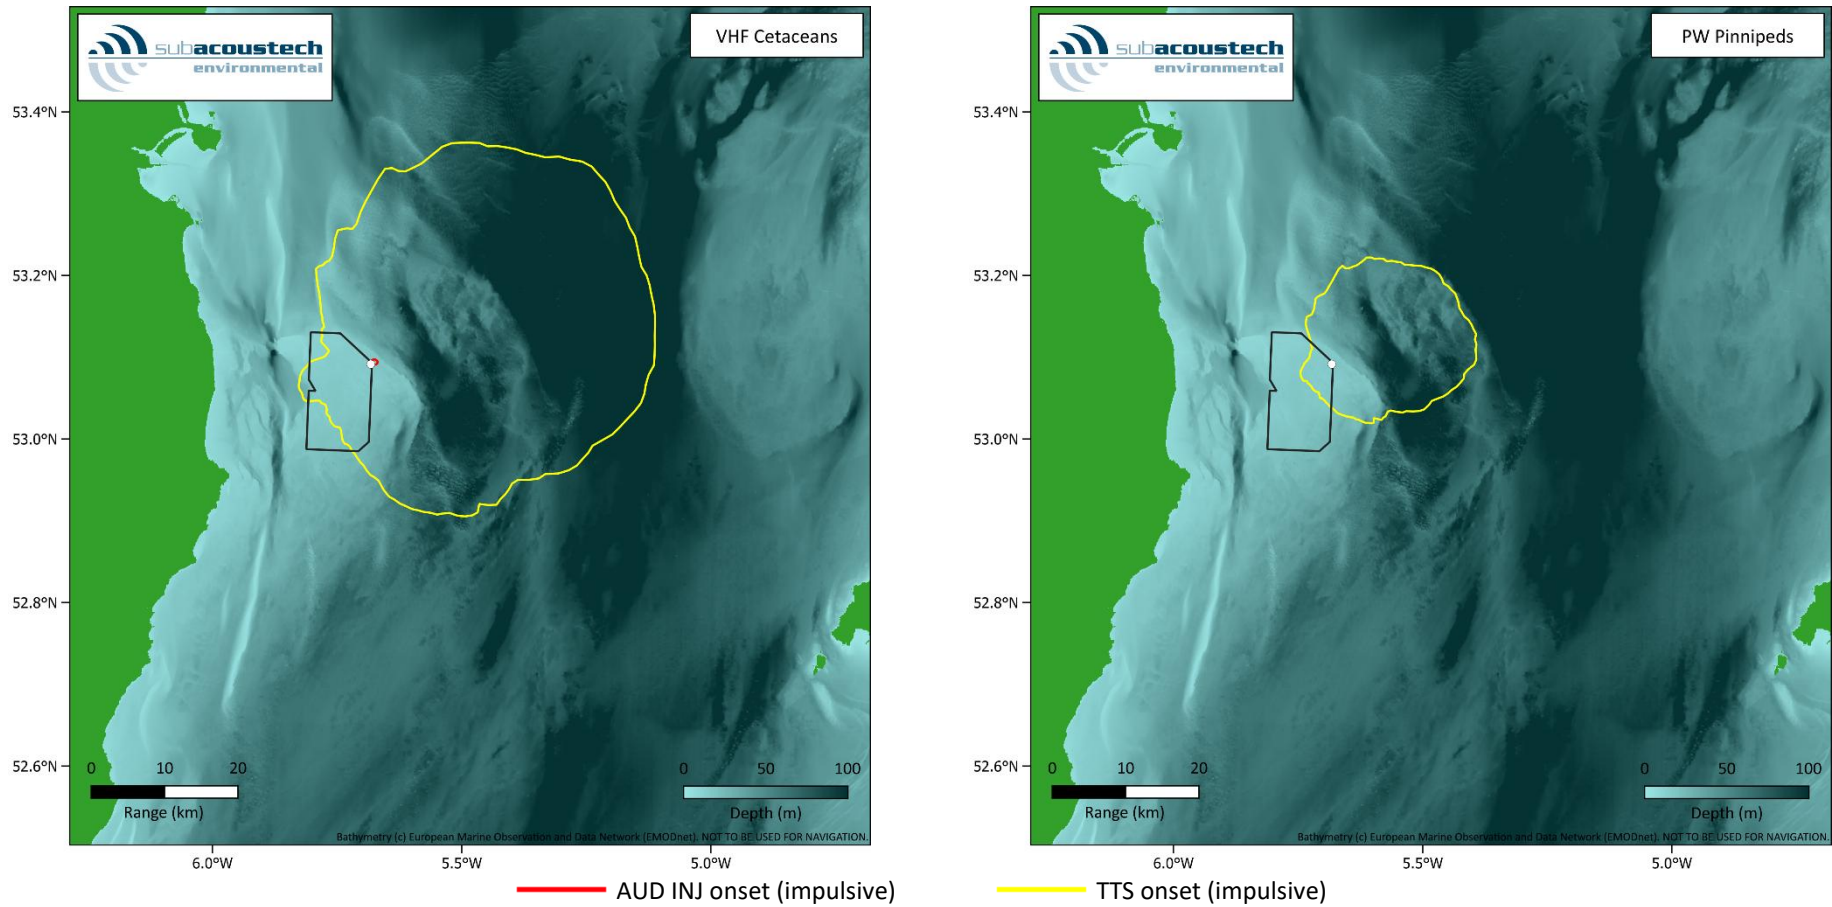 subacoustech
environmental
VHF Cetaceans
53.4°N
53.2°N
53.0°N
52.8°N
52.6°N
0 10 20
Range (km)
0 50 100
Depth (m)
Bathymetry (c) European Marine Observation and Data Network (EMODnet). NOT TO BE USED FOR NAVIGATION.
6.0°W 5.5°W 5.0°W
subacoustech
environmental
PW Pinnipeds
53.4°N
53.2°N
53.0°N
52.8°N
52.6°N
0 10 20
Range (km)
0 50 100
Depth (m)
Bathymetry (c) European Marine Observation and Data Network (EMODnet). NOT TO BE USED FOR NAVIGATION.
6.0°W 5.5°W 5.0°W
AUD INJ onset (impulsive) TTS onset (impulsive)